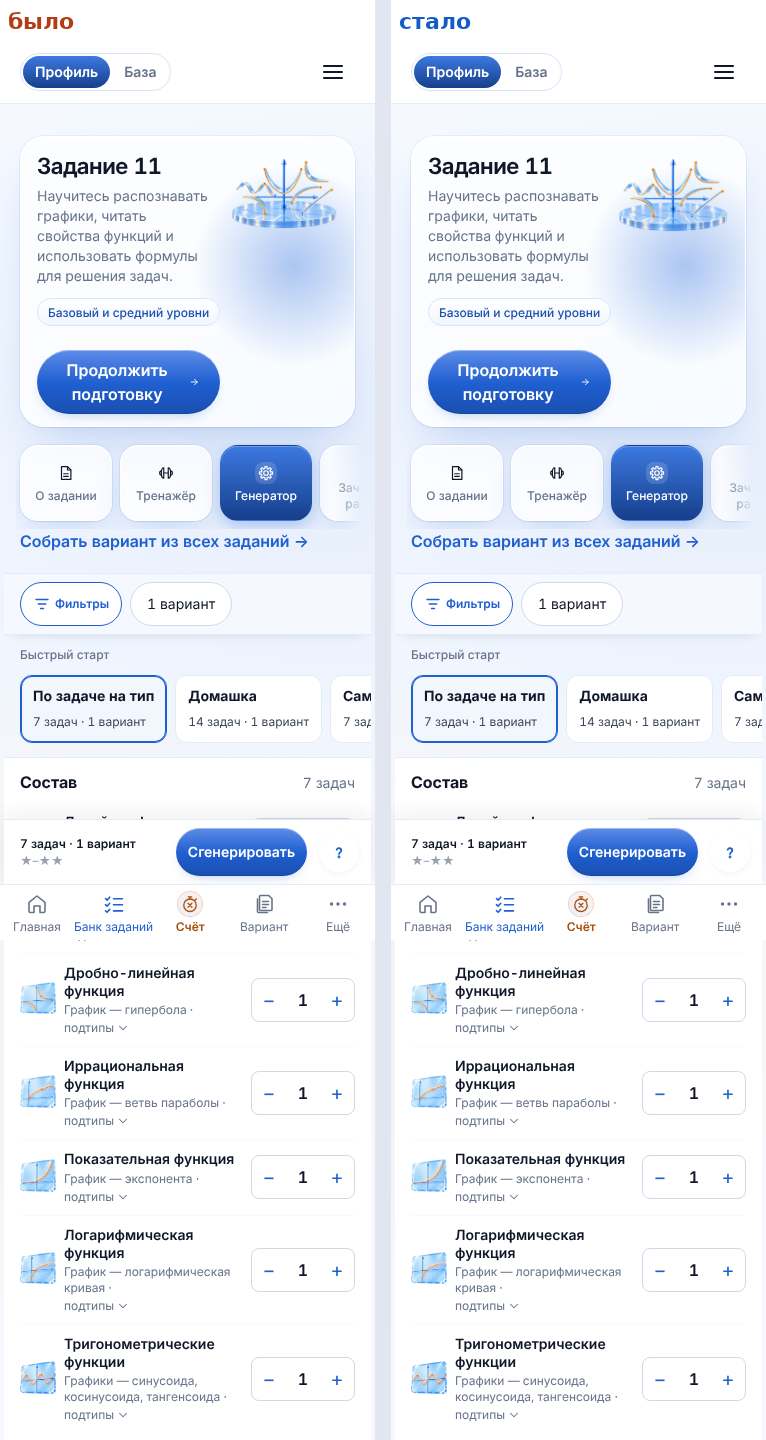 было
Профиль База
Задание 11
Научитесь распознавать
графики, читать
свойства функций и
использовать формулы
для решения задач.
Базовый и средний уровни
Продолжить
подготовку
О задании
Тренажёр
Генератор
Собрать вариант из всех заданий →
Фильтры
1 вариант
Быстрый старт
По задаче на тип
7 задач · 1 вариант
Домашка
14 задач · 1 вариант
Сам
7 зад
Состав
7 задач
7 задач · 1 вариант
★–★★
Сгенерировать
?
Главная
Банк заданий
Счёт
Вариант
Ещё
Дробно-линейная
функция
График — гипербола ·
подтипы
− 1 +
Иррациональная
функция
График — ветвь параболы ·
подтипы
− 1 +
Показательная функция
График — экспонента ·
подтипы
− 1 +
Логарифмическая
функция
График — логарифмическая
кривая ·
подтипы
− 1 +
Тригонометрические
функции
Графики — синусоида,
косинусоида, тангенсоида ·
подтипы
− 1 +
стало
Профиль База
Задание 11
Научитесь распознавать
графики, читать
свойства функций и
использовать формулы
для решения задач.
Базовый и средний уровни
Продолжить
подготовку
О задании
Тренажёр
Генератор
Собрать вариант из всех заданий →
Фильтры
1 вариант
Быстрый старт
По задаче на тип
7 задач · 1 вариант
Домашка
14 задач · 1 вариант
Сам
7 зад
Состав
7 задач
7 задач · 1 вариант
★–★★
Сгенерировать
?
Главная
Банк заданий
Счёт
Вариант
Ещё
Дробно-линейная
функция
График — гипербола ·
подтипы
− 1 +
Иррациональная
функция
График — ветвь параболы ·
подтипы
− 1 +
Показательная функция
График — экспонента ·
подтипы
− 1 +
Логарифмическая
функция
График — логарифмическая
кривая ·
подтипы
− 1 +
Тригонометрические
функции
Графики — синусоида,
косинусоида, тангенсоида ·
подтипы
− 1 +